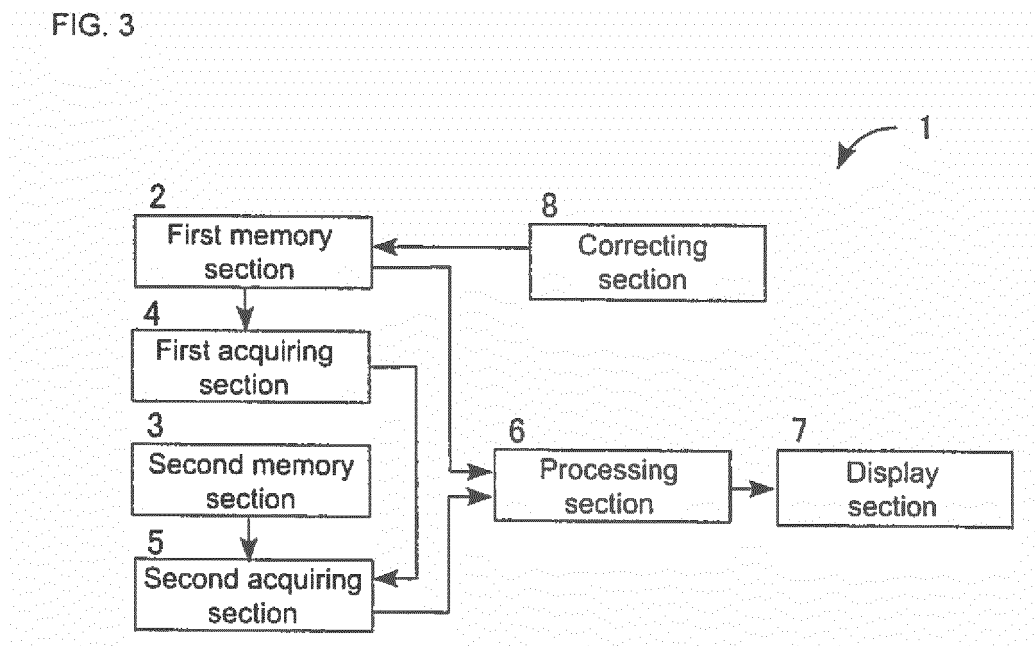 FIG. 3
1
2
First memory
section
8
Correcting
section
4
First acquiring
section
3
Second memory
section
6
Processing
section
7
Display
section
5
Second acquiring
section